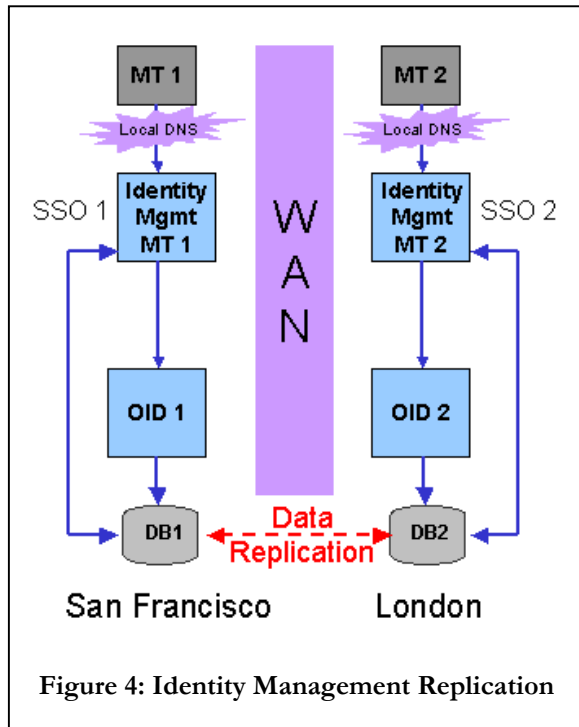 MT 1
MT 2
Local DNS
Local DNS
SSO 1
Identity
Mgmt
MT 1
W
A
N
Identity
Mgmt
MT 2
SSO 2
OID 1
OID 2
DB1
Data
Replication
DB2
San Francisco
London
Figure 4: Identity Management Replication